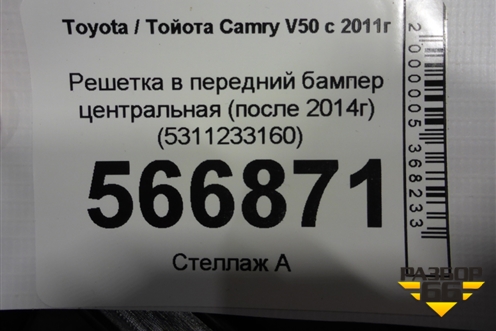 Toyota / Тойота Camry V50 с 2011г
Решетка в передний бампер
центральная (после 2014г)
(5311233160)
566871
Стеллаж А
2000005368233
РАЗБОР
66